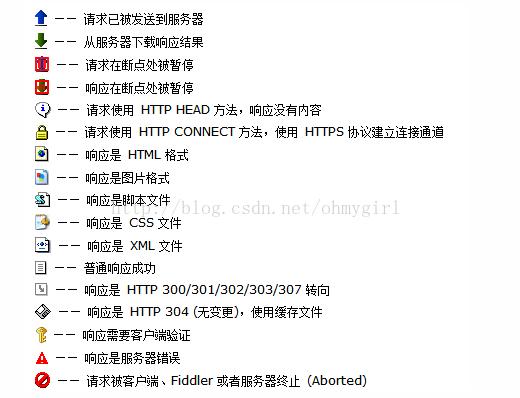 —— 请求已被发送到服务器
—— 从服务器下载响应结果
—— 请求在断点处被暂停
—— 响应在断点处被暂停
—— 请求使用 HTTP HEAD 方法，响应没有内容
—— 请求使用 HTTP CONNECT 方法，使用 HTTPS 协议建立连接通道
—— 响应是 HTML 格式
—— 响应是图片格式
—— 响应是脚本文件
http://blog.csdn.net/ohmygirl
—— 响应是 CSS 文件
—— 响应是 XML 文件
—— 普通响应成功
—— 响应是 HTTP 300/301/302/303/307 转向
—— 响应是 HTTP 304 (无变更)，使用缓存文件
—— 响应需要客户端验证
—— 响应是服务器错误
—— 请求被客户端、Fiddler 或者服务器终止 (Aborted)